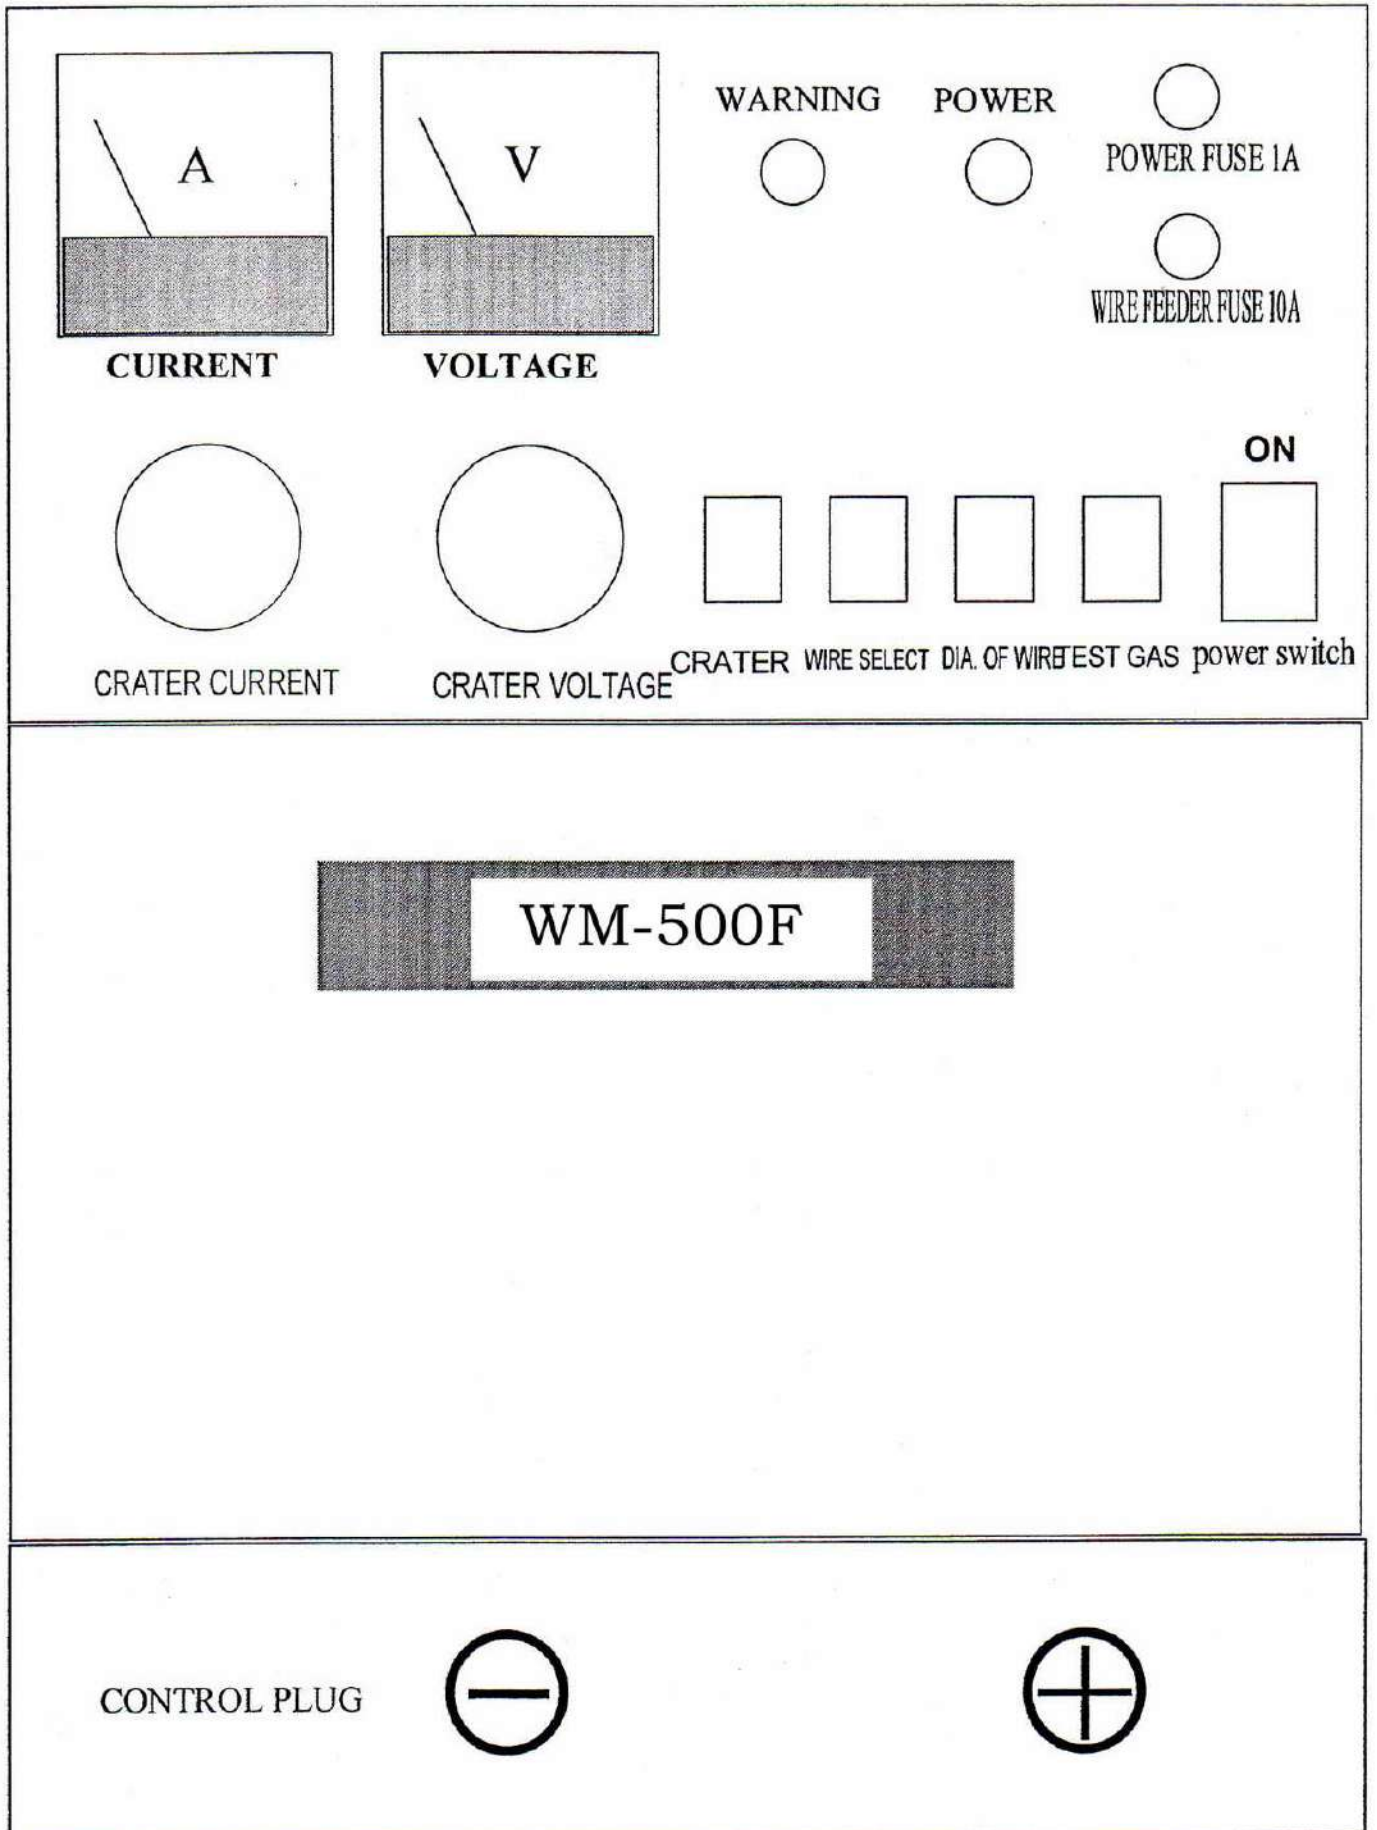 A
V
WARNING
POWER
POWER FUSE 1A
WIRE FEEDER FUSE 10A
CURRENT
VOLTAGE
ON
CRATER CURRENT
CRATER VOLTAGE
CRATER
WIRE SELECT
DIA. OF WIRE
TEST GAS
power switch
WM-500F
CONTROL PLUG